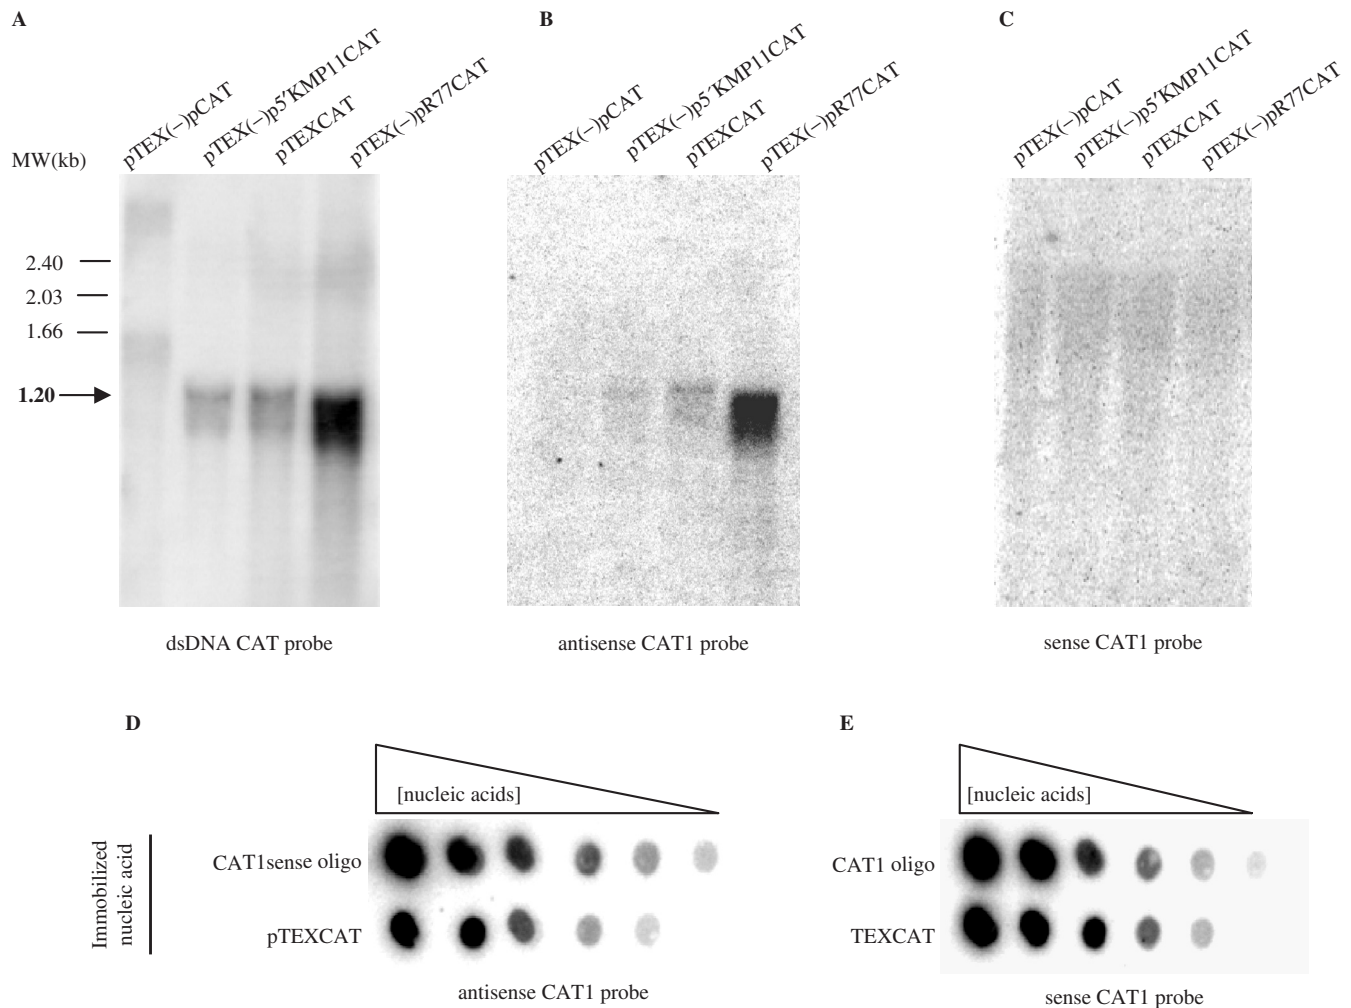 A
B
C
pTEX(−)pCAT
pTEX(−)p5′KMP11CAT
pTEXCAT
pTEX(−)pR77CAT
pTEX(−)pCAT
pTEX(−)p5′KMP11CAT
pTEXCAT
pTEX(−)pR77CAT
pTEX(−)pCAT
pTEX(−)p5′KMP11CAT
pTEXCAT
pTEX(−)pR77CAT
MW(kb)
2.40
2.03
1.66
1.20
dsDNA CAT probe
antisense CAT1 probe
sense CAT1 probe
D
E
[nucleic acids]
[nucleic acids]
Immobilized
nucleic acid
CAT1sense oligo
pTEXCAT
CAT1 oligo
TEXCAT
antisense CAT1 probe
sense CAT1 probe